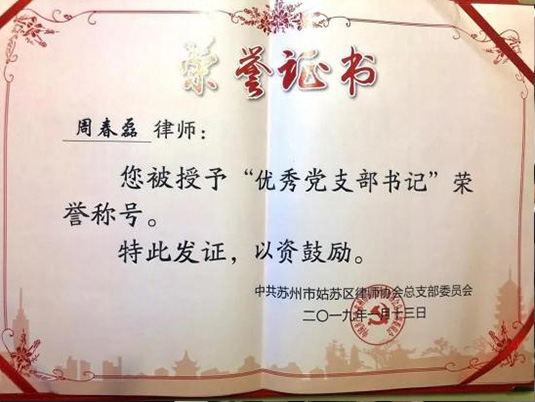 荣誉证书
周春磊 律师：
您被授予“优秀党支部书记”荣
誉称号。
特此发证，以资鼓励。
中共苏州市姑苏区律师协会总支部委员会
二〇一九年 月十三日